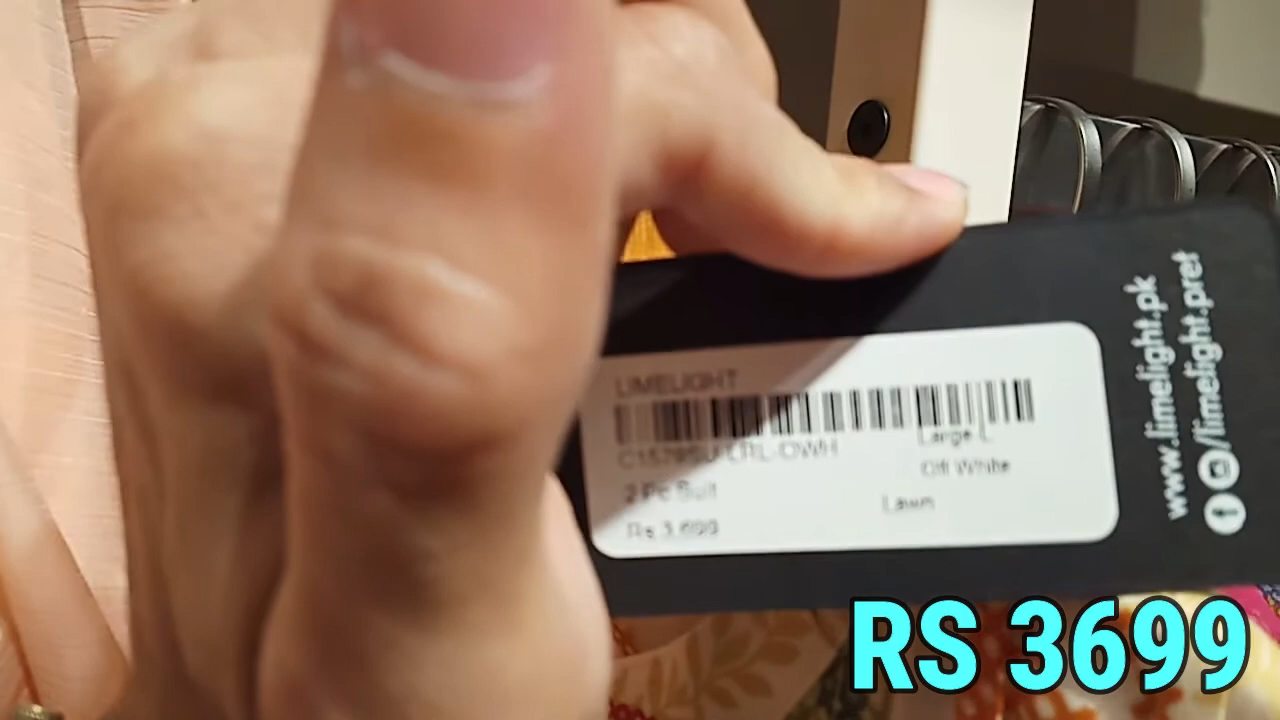 LIMELIGHT
Large L
Off White
2 Pc Suit
Lawn
Rs 3,699
www.limelight.pk
/limelight.pret
RS 3699